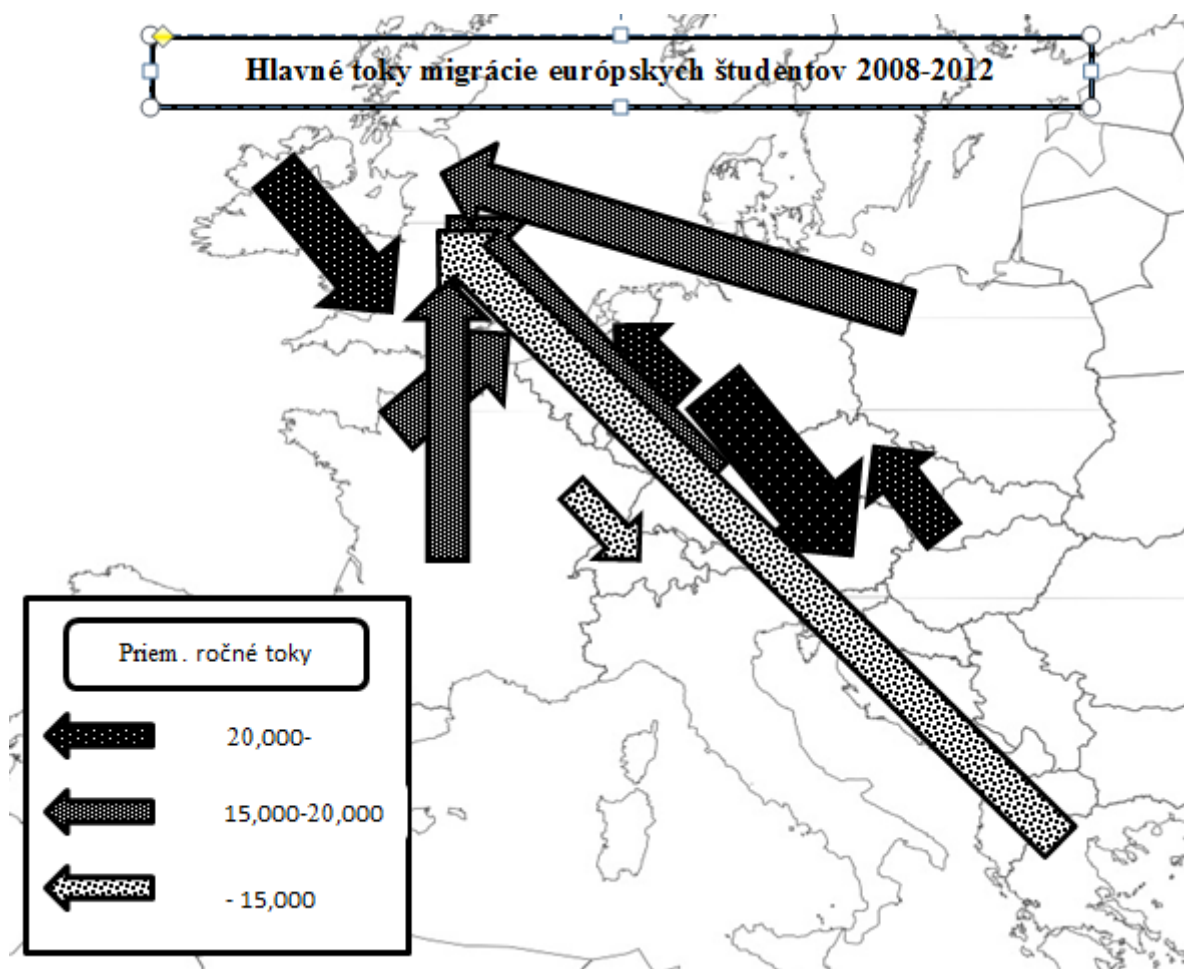 Hlavné toky migrácie európskych študentov 2008-2012
Priem. ročné toky
20,000-
15,000-20,000
- 15,000